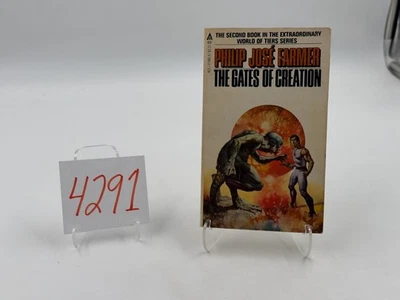 THE SECOND BOOK IN THE EXTRAORDINARY
WORLD OF TIERS SERIES
PHILIP JOSÉ FARMER
THE GATES OF CREATION
4291